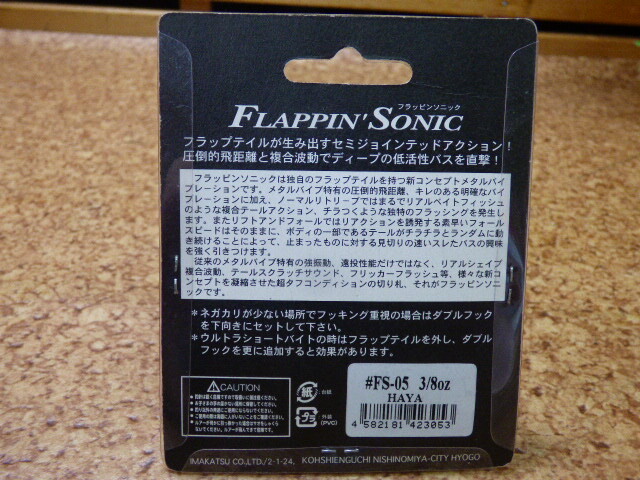 フラッピンソニック
FLAPPIN' SONIC
フラップテイルが生み出すセミジョインテッドアクション!
圧倒的飛距離と複合波動でディープの低活性バスを直撃!
フラッピンソニックは独自のフラップテイルを持つ新コンセプトメタルバイ
ブレーションです。メタルバイブ特有の圧倒的飛距離、キレのある明確なバイ
ブレーションに加え、ノーマルリトリーブではまるでリアルベイトフィッシュ
のような複合テールアクション、チラつくような独特のフラッシングを発生し
ます。またリフトアンドフォールではリアクションを誘発する素早いフォール
スピードはそのままに、ボディの一部であるテールがチラチラとランダムに動
き続けることによって、止まったものに対する見切りの速いスレたバスの興味
を強く引きつけます。
従来のメタルバイブ特有の強振動、遠投性能だけではなく、リアルシェイプ
複合波動、テールスクラッチサウンド、フリッカーフラッシュ等、様々な新コ
ンセプトを凝縮させた超タフコンディションの切り札、それがフラッピンソニ
ックです。
*ネガカリが少ない場所でフッキング重視の場合はダブルフック
を下向きにセットして下さい。
*ウルトラショートバイトの時はフラップテイルを外し、ダブル
フックを更に追加すると効果があります。
CAUTION
紙 : 台紙
プラ : 外装
(PVC)
#FS-05 3/8oz
HAYA
4 582181 423053
IMAKATSU CO.,LTD./2-1-24, KOHSHIENGUCHI NISHINOMIYA-CITY HYOGO